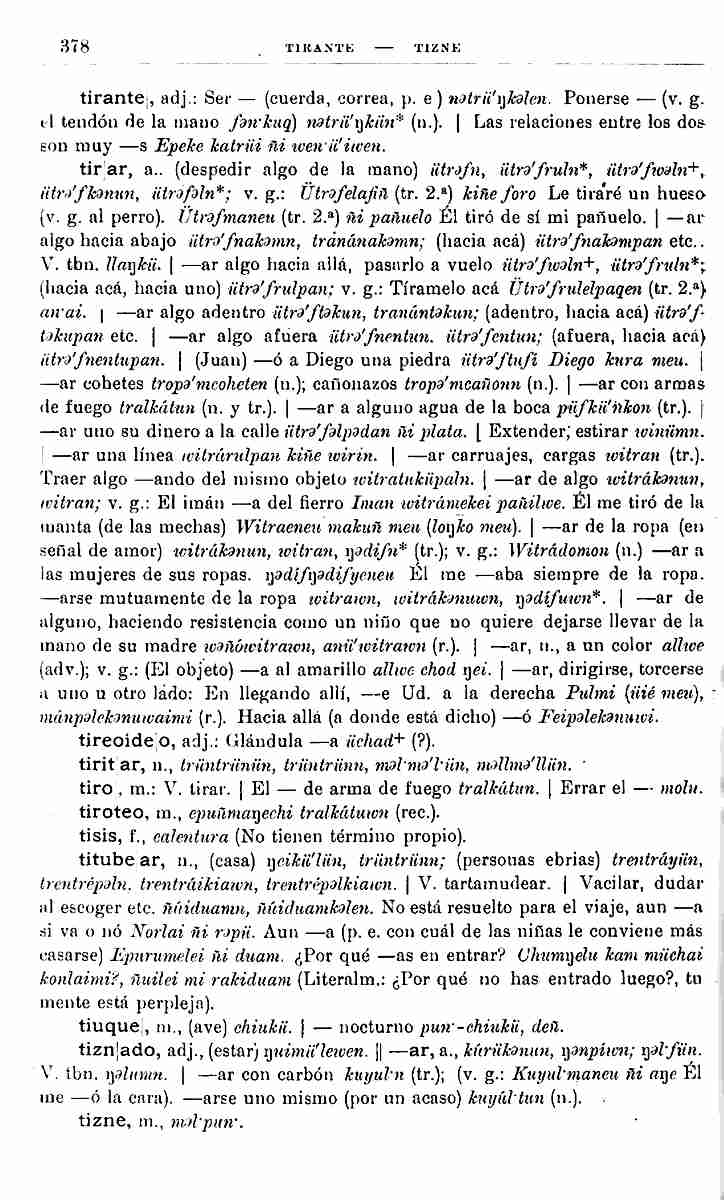 378 TIRANTE — TIZNE
tirante|, adj.: Ser — (cuerda, correa, p. e ) nətrü'ŋkəlen. Ponerse — (v. g.
el tendón de la mano fən·kuq) nətrü'ŋkün* (n.). | Las relaciones entre los dos
son muy —s Epeke katrüi ñi wen·ü'iwen.
tir|ar, a.. (despedir algo de la mano) ütrəfn, ütrə'fruln*, ütrə'fwəln+,
ütrə'fkənun, ütrəfəln*; v. g.: Ütrəfelafiñ (tr. 2.ª) kiñe foro Le tiraré un hueso
(v. g. al perro). Ütrəfmaneu (tr. 2.ª) ñi pañuelo Él tiró de sí mi pañuelo. | —ar
algo hacia abajo ütrə'fnakəmn, tránánakəmn; (hacia acá) ütrə'fnakəmpan etc..
V. tbn. llaŋkü. | —ar algo hacia allá, pasarlo a vuelo ütrə'fwəln+, ütrə'fruln*;
(hacia acá, hacia uno) ütrə'frulpan; v. g.: Tíramelo acá Ütrə'frulelpaqen (tr. 2.ª)
aw·ai. | —ar algo adentro ütrə'ftəkun, tranántəkun; (adentro, hacia acá) ütrə'f-
təkupan etc. | —ar algo afuera ütrə'fnentun. ütrə'fentun; (afuera, hacia acá)
ütrə'fnentupan. | (Juan) —ó a Diego una piedra ütrə'ftufi Diego kura meu. |
—ar cohetes tropə'mcoheten (n.); cañonazos tropə'mcañonn (n.). | —ar con armas
de fuego tralkátun (n. y tr.). | —ar a alguno agua de la boca püfkü'ñkon (tr.). |
—ar uno su dinero a la calle ütrə'fəlpədan ñi plata. | Extender, estirar winümn.
| —ar una línea witrárulpan kiñe wirin. | —ar carruajes, cargas witran (tr.).
Traer algo —ando del mismo objeto witratuküpaln. | —ar de algo witrákənun,
witran; v. g.: El imán —a del fierro Iman witrámekei pañilwe. Él me tiró de la
manta (de las mechas) Witraeneu makuñ meu (loŋko meu). | —ar de la ropa (en
señal de amor) witrákənun, witran, ŋədifn* (tr.); v. g.: Witrádomon (n.) —ar a
las mujeres de sus ropas. ŋədífŋədifyeneu Él me —aba siempre de la ropa.
—arse mutuamente de la ropa witrawn, witrákənuwn, ŋədífuwn*. | —ar de
alguno, haciendo resistencia como un niño que no quiere dejarse llevar de la
mano de su madre wəñówitrawn, anü'witrawn (r.). | —ar, n., a un color allwe
(adv.); v. g.: (El objeto) —a al amarillo allwe chod ŋei. | —ar, dirigirse, torcerse
a uno u otro lado: En llegando allí, —e Ud. a la derecha Pulmi (üié meu),
mánpəlekənuwaimi (r.). Hacia allá (a donde está dicho) —ó Feipəlekənuwi.
tireoide|o, adj.: Glándula —a üchad+ (?).
tirit|ar, n., trüntrünün, trüntrünn, məl·mə'l·ün, məllmə'llün.
tiro|, m.: V. tirar. | El — de arma de fuego tralkátun. | Errar el — molu.
tiroteo, m., epuñmaŋechi tralkátuwn (rec.).
tisis, f., calentura (No tienen término propio).
titube|ar, n., (casa) ŋeikü'lün, trüntrünn; (personas ebrias) trentráyün,
trentrépəln. trentráikiawn, trentrépəlkiawn. | V. tartamudear. | Vacilar, dudar
al escoger etc. ñúiduamn, ñúiduamkəlen. No está resuelto para el viaje, aun —a
si va o nó Norlai ñi rəpü. Aun —a (p. e. con cuál de las niñas le conviene más
casarse) Epurumelei ñi duam. ¿Por qué —as en entrar? Chumŋelu kam müchai
konlaimi?, ñuilei mi rakiduam (Literalm.: ¿Por qué no has entrado luego?, tu
mente está perpleja).
tiuque|, m., (ave) chiukü. | — nocturno pun·-chiukü, deñ.
tizn|ado, adj., (estar) ŋuimü'lewen. || —ar, a., kúrükənun, ŋənpiwn; ŋəl·fün.
V. tbn. ŋəlumn. | —ar con carbón kuyul·n (tr.); (v. g.: Kuyul·maneu ñi aŋe Él
me —ó la cara). —arse uno mismo (por un acaso) kuyúl·tun (n.).
tizne, m., məl·pun·.